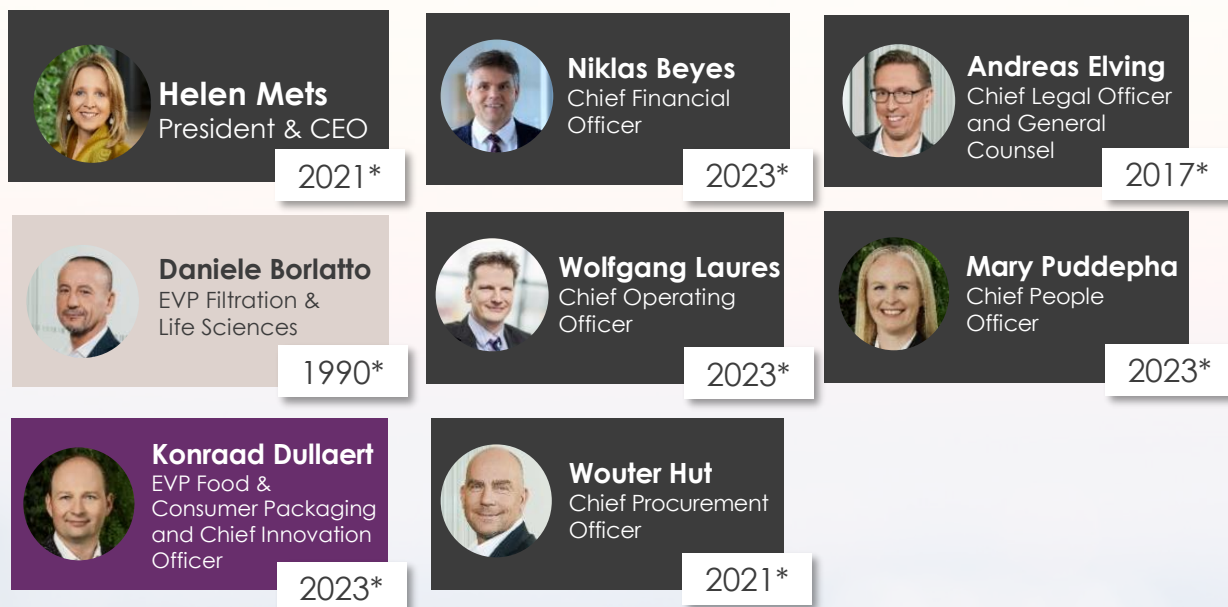 Helen Mets
President & CEO
2021*
Niklas Beyes
Chief Financial
Officer
2023*
Andreas Elving
Chief Legal Officer
and General
Counsel
2017*
Daniele Borlatto
EVP Filtration &
Life Sciences
1990*
Wolfgang Laures
Chief Operating
Officer
2023*
Mary Puddepha
Chief People
Officer
2023*
Konraad Dullaert
EVP Food &
Consumer Packaging
and Chief Innovation
Officer
2023*
Wouter Hut
Chief Procurement
Officer
2021*